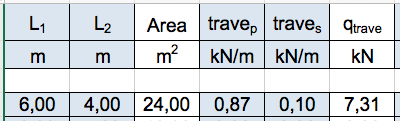 L₁ L₂ Area traveₚ traveₛ qtrave
m m m² kN/m kN/m kN
6,00 4,00 24,00 0,87 0,10 7,31